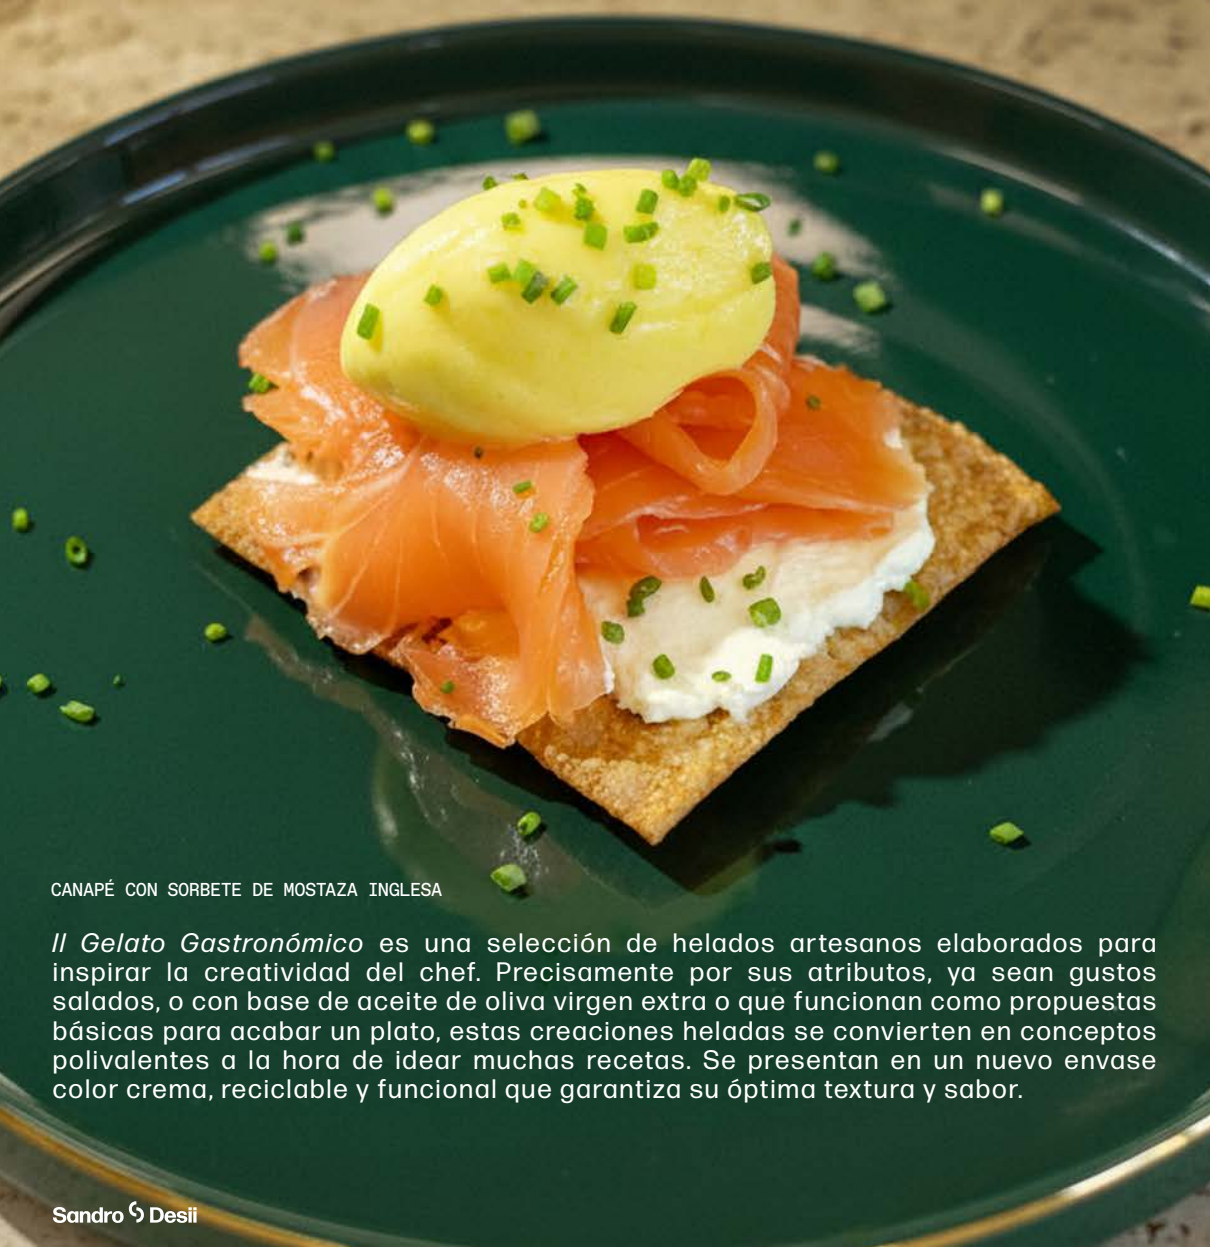 CANAPÉ CON SORBETE DE MOSTAZA INGLESA
Il Gelato Gastronómico es una selección de helados artesanos elaborados para
inspirar la creatividad del chef. Precisamente por sus atributos, ya sean gustos
salados, o con base de aceite de oliva virgen extra o que funcionan como propuestas
básicas para acabar un plato, estas creaciones heladas se convierten en conceptos
polivalentes a la hora de idear muchas recetas. Se presentan en un nuevo envase
color crema, reciclable y funcional que garantiza su óptima textura y sabor.
Sandro Desii